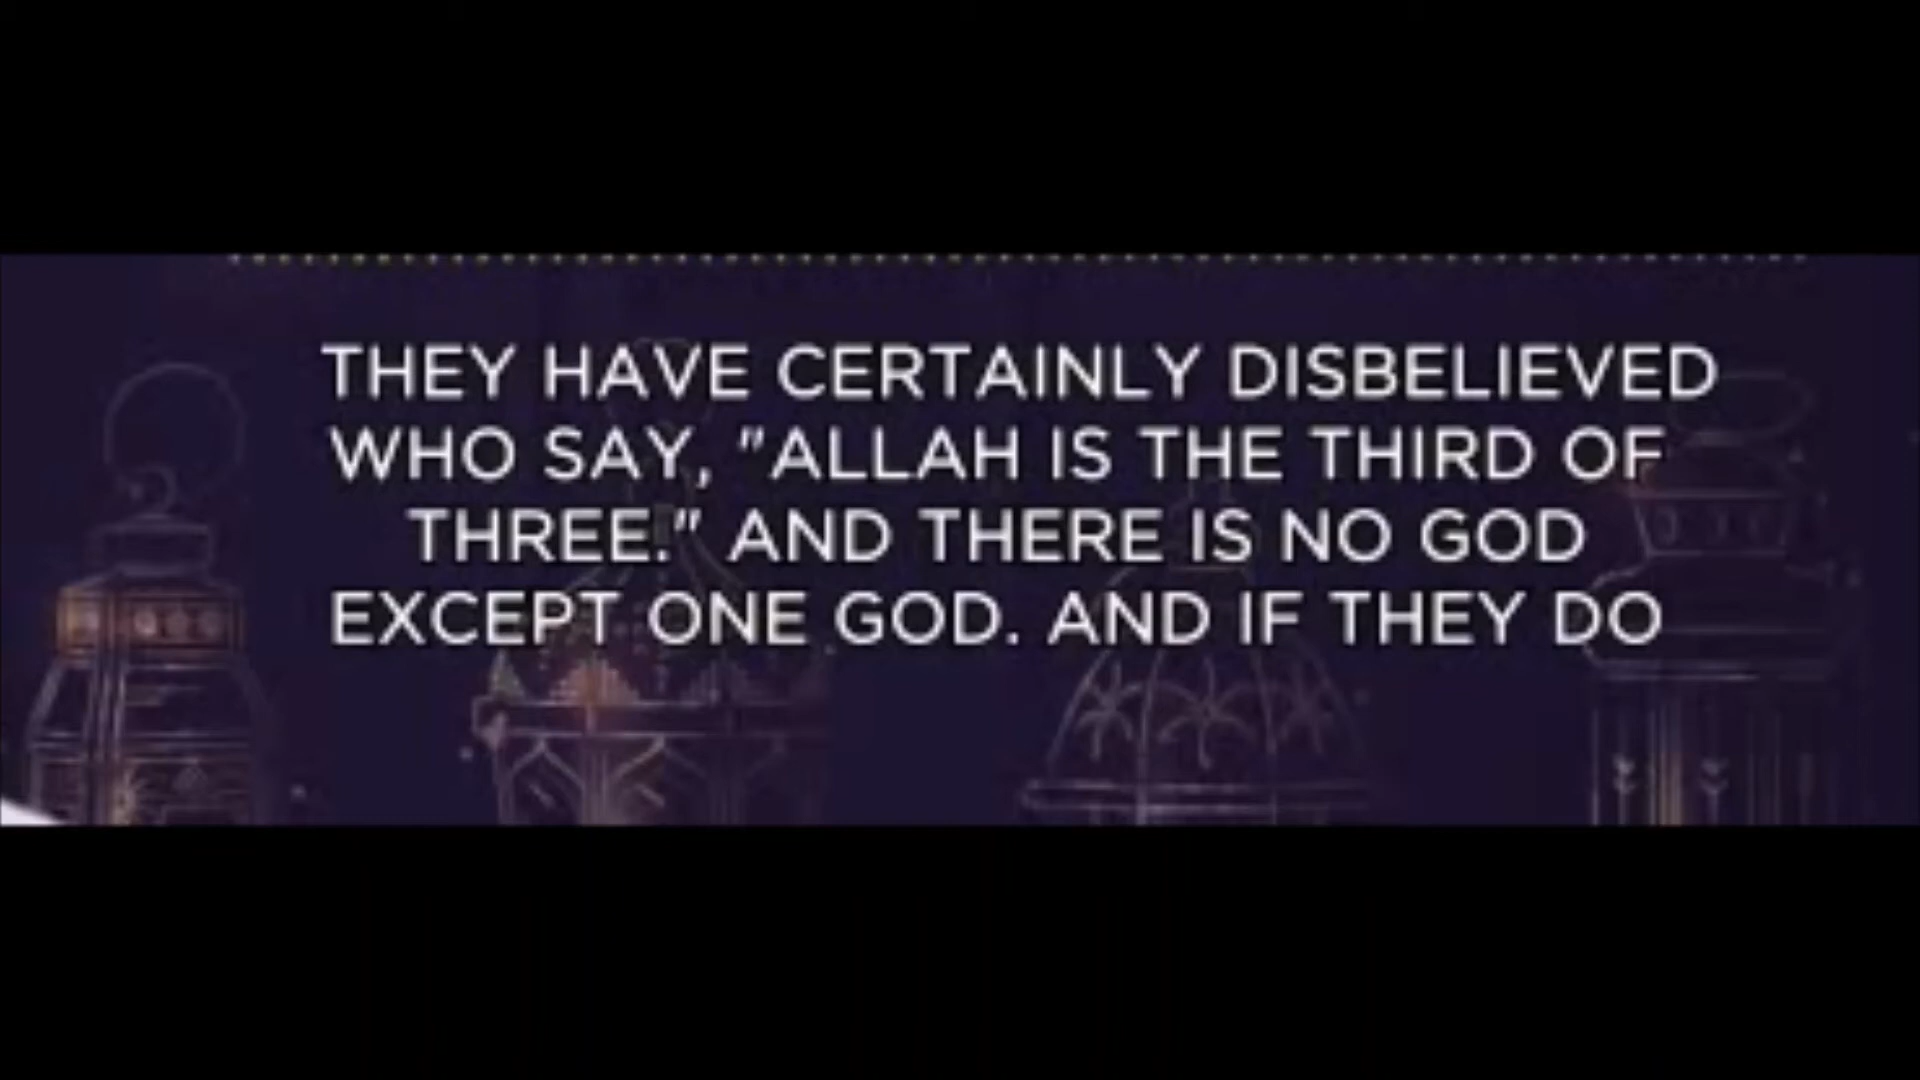 THEY HAVE CERTAINLY DISBELIEVED
WHO SAY, "ALLAH IS THE THIRD OF
THREE." AND THERE IS NO GOD
EXCEPT ONE GOD. AND IF THEY DO